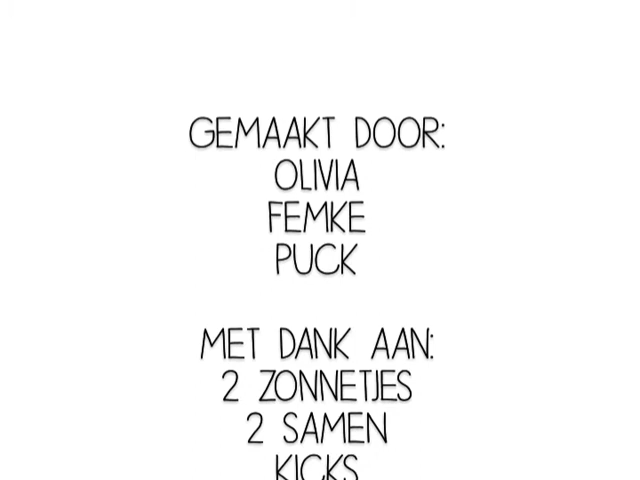 GEMAAKT DOOR:
OLIVIA
FEMKE
PUCK
MET DANK AAN:
2 ZONNETJES
2 SAMEN
KICKS